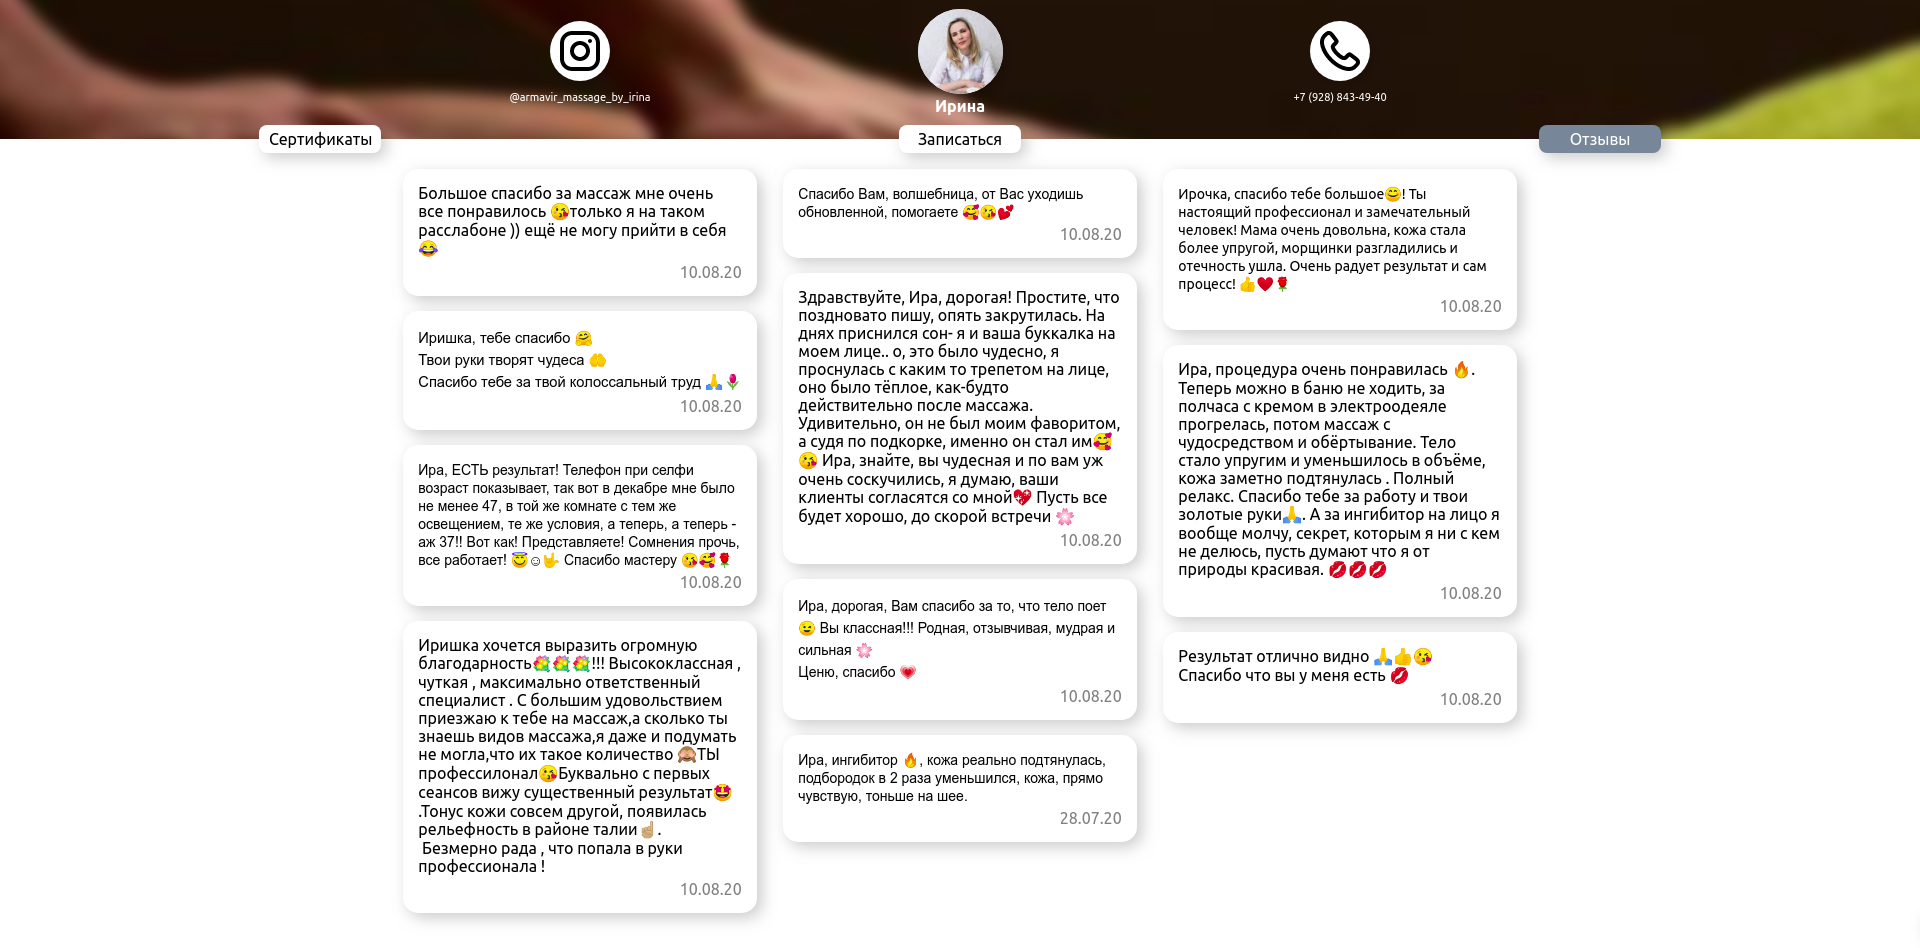 @armavir_massage_by_irina
Ирина
+7 (928) 843-49-40
Сертификаты
Записаться
Отзывы
Большое спасибо за массаж мне очень
все понравилось 😘только я на таком
расслабоне )) ещё не могу прийти в себя
😂
10.08.20
Иришка, тебе спасибо 🤗
Твои руки творят чудеса 🤲
Спасибо тебе за твой колоссальный труд 🙏🌷
10.08.20
Ира, ЕСТЬ результат! Телефон при селфи
возраст показывает, так вот в декабре мне было
не менее 47, в той же комнате с тем же
освещением, те же условия, а теперь, а теперь -
аж 37!! Вот как! Представляете! Сомнения прочь,
все работает! 😇☺🤟 Спасибо мастеру 😘🥰🌹
10.08.20
Иришка хочется выразить огромную
благодарность💐💐💐!!! Высококлассная ,
чуткая , максимально ответственный
специалист . С большим удовольствием
приезжаю к тебе на массаж,а сколько ты
знаешь видов массажа,я даже и подумать
не могла,что их такое количество 🙈ТЫ
профессилонал😘Буквально с первых
сеансов вижу существенный результат🤩
.Тонус кожи совсем другой, появилась
рельефность в районе талии☝🏼.
Безмерно рада , что попала в руки
профессионала !
10.08.20
Спасибо Вам, волшебница, от Вас уходишь
обновленной, помогаете 🥰😘💕
10.08.20
Здравствуйте, Ира, дорогая! Простите, что
поздновато пишу, опять закрутилась. На
днях приснился сон- я и ваша буккалка на
моем лице.. о, это было чудесно, я
проснулась с каким то трепетом на лице,
оно было тёплое, как-будто
действительно после массажа.
Удивительно, он не был моим фаворитом,
а судя по подкорке, именно он стал им🥰
😘 Ира, знайте, вы чудесная и по вам уж
очень соскучились, я думаю, ваши
клиенты согласятся со мной💖 Пусть все
будет хорошо, до скорой встречи 🌸
10.08.20
Ира, дорогая, Вам спасибо за то, что тело поет
😉 Вы классная!!! Родная, отзывчивая, мудрая и
сильная 🌸
Ценю, спасибо 💗
10.08.20
Ира, ингибитор 🔥, кожа реально подтянулась,
подбородок в 2 раза уменьшился, кожа, прямо
чувствую, тоньше на шее.
28.07.20
Ирочка, спасибо тебе большое😊! Ты
настоящий профессионал и замечательный
человек! Мама очень довольна, кожа стала
более упругой, морщинки разгладились и
отечность ушла. Очень радует результат и сам
процесс! 👍❤🌹
10.08.20
Ира, процедура очень понравилась 🔥.
Теперь можно в баню не ходить, за
полчаса с кремом в электроодеяле
прогрелась, потом массаж с
чудосредством и обёртывание. Тело
стало упругим и уменьшилось в объёме,
кожа заметно подтянулась . Полный
релакс. Спасибо тебе за работу и твои
золотые руки🙏. А за ингибитор на лицо я
вообще молчу, секрет, которым я ни с кем
не делюсь, пусть думают что я от
природы красивая. 💋💋💋
10.08.20
Результат отлично видно 🙏👍😘
Спасибо что вы у меня есть 💋
10.08.20